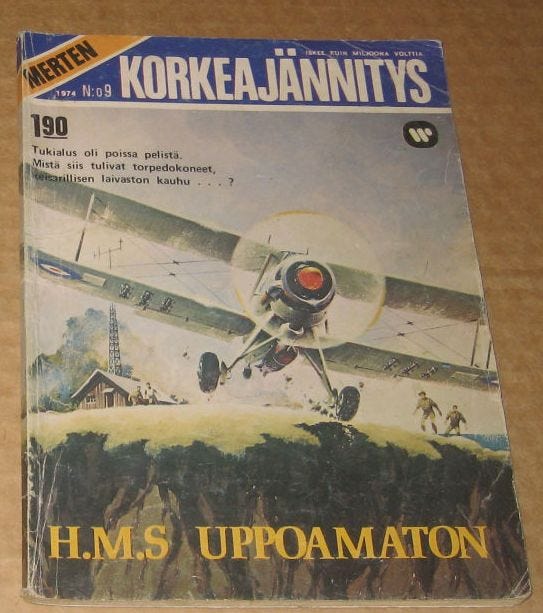 ISKEE KUIN MILJOONA VOLTTIA
MERTEN
KORKEAJÄNNITYS
1974 N:o 9
190
Tukialus oli poissa pelistä.
Mistä siis tulivat torpedokoneet,
keisarillisen laivaston kauhu . . . ?
H.M.S UPPOAMATON